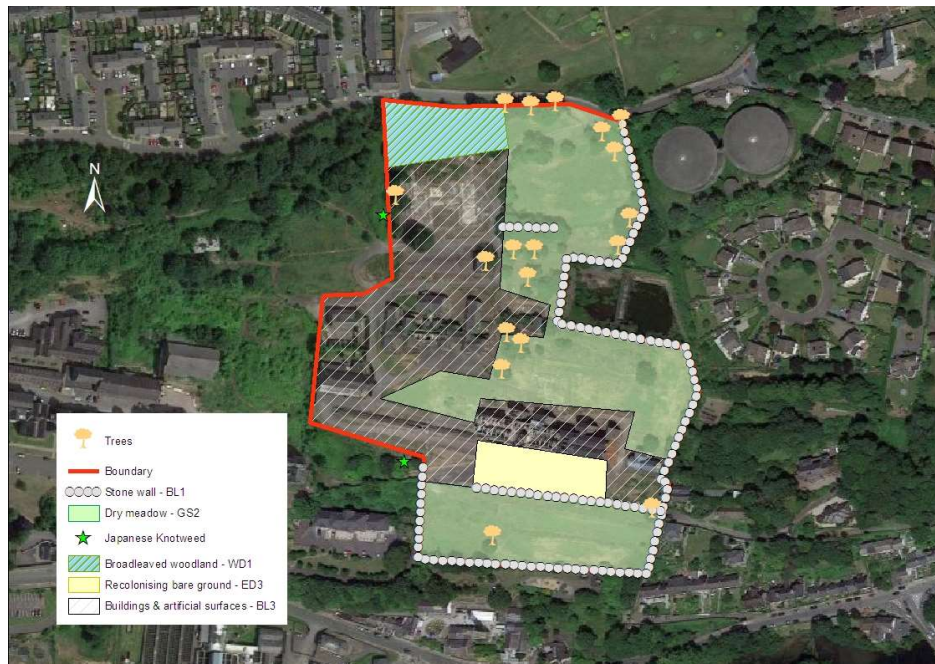 N
Trees
Boundary
Stone wall - BL1
Dry meadow - GS2
Japanese Knotweed
Broadleaved woodland - WD1
Recolonising bare ground - ED3
Buildings & artificial surfaces - BL3